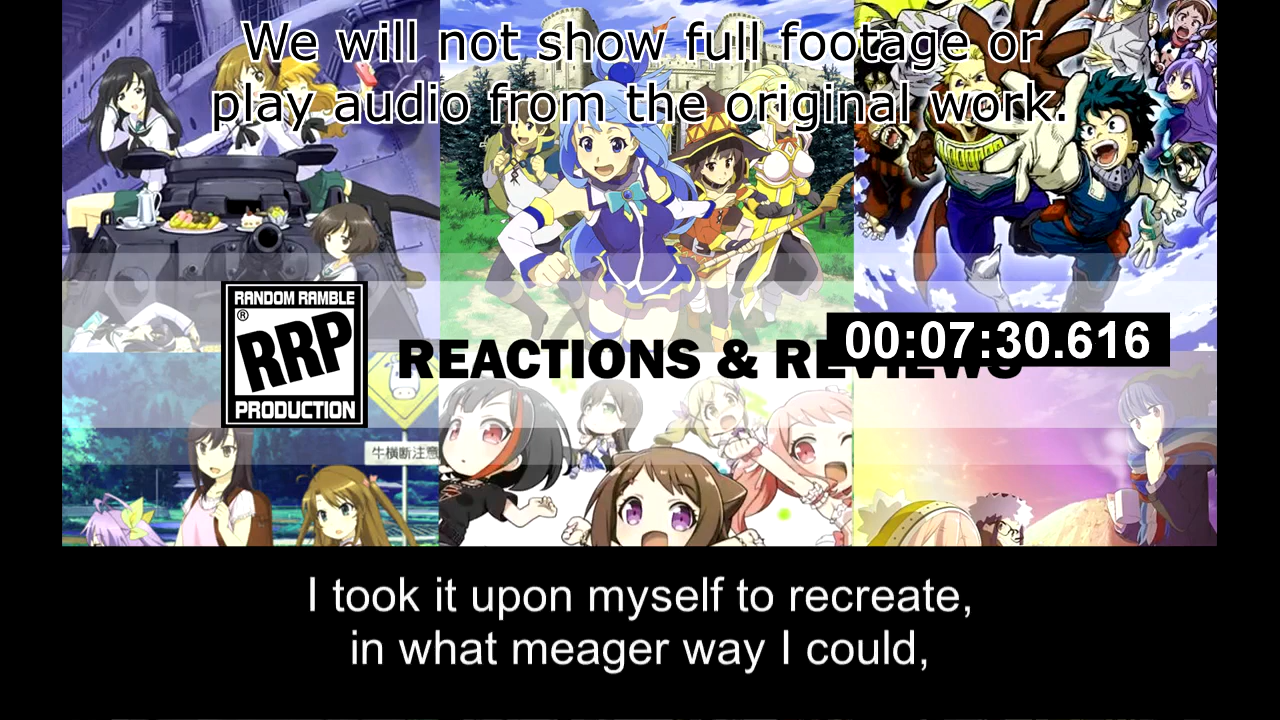 We will not show full footage or
play audio from the original work.
RANDOM RAMBLE
®
RRP
PRODUCTION
REACTIONS & REVIEWS
00:07:30.616
牛横断注意
I took it upon myself to recreate,
in what meager way I could,